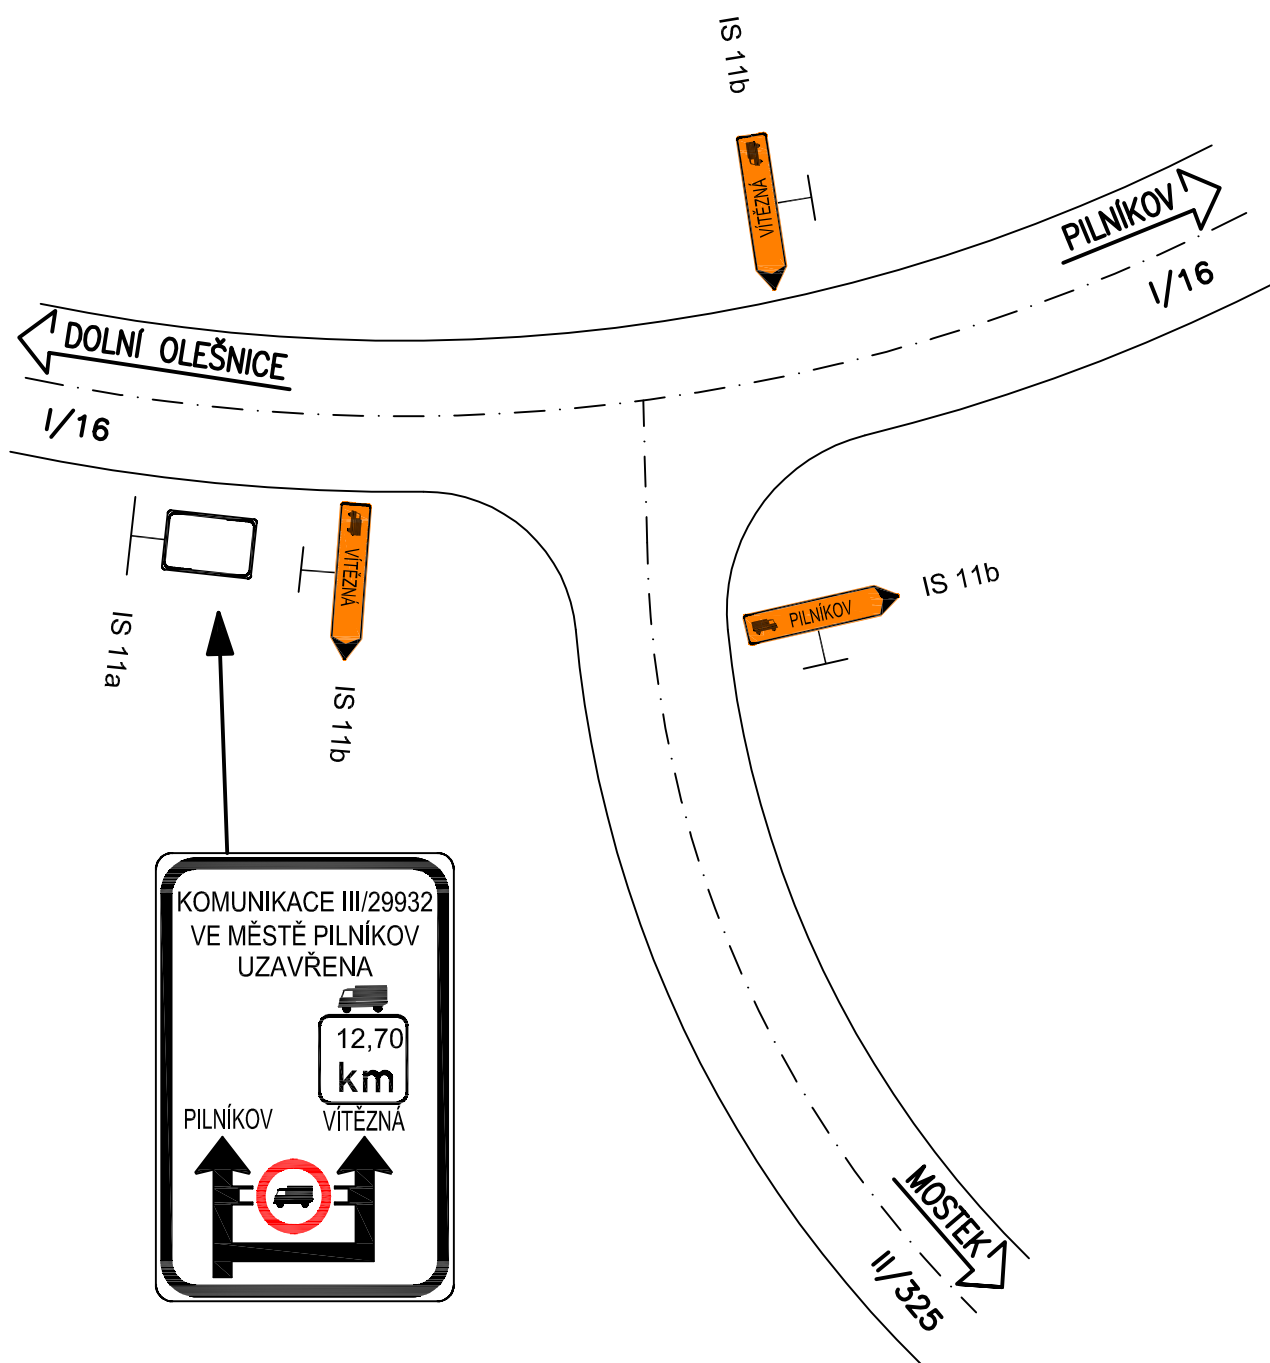 IS 11b
VÍTĚZNÁ
PILNÍKOV
I/16
DOLNÍ OLEŠNICE
I/16
IS 11a
VÍTĚZNÁ
IS 11b
PILNÍKOV
IS 11b
KOMUNIKACE III/29932
VE MĚSTĚ PILNÍKOV
UZAVŘENA
12,70
km
PILNÍKOV
VÍTĚZNÁ
MOSTEK
II/325